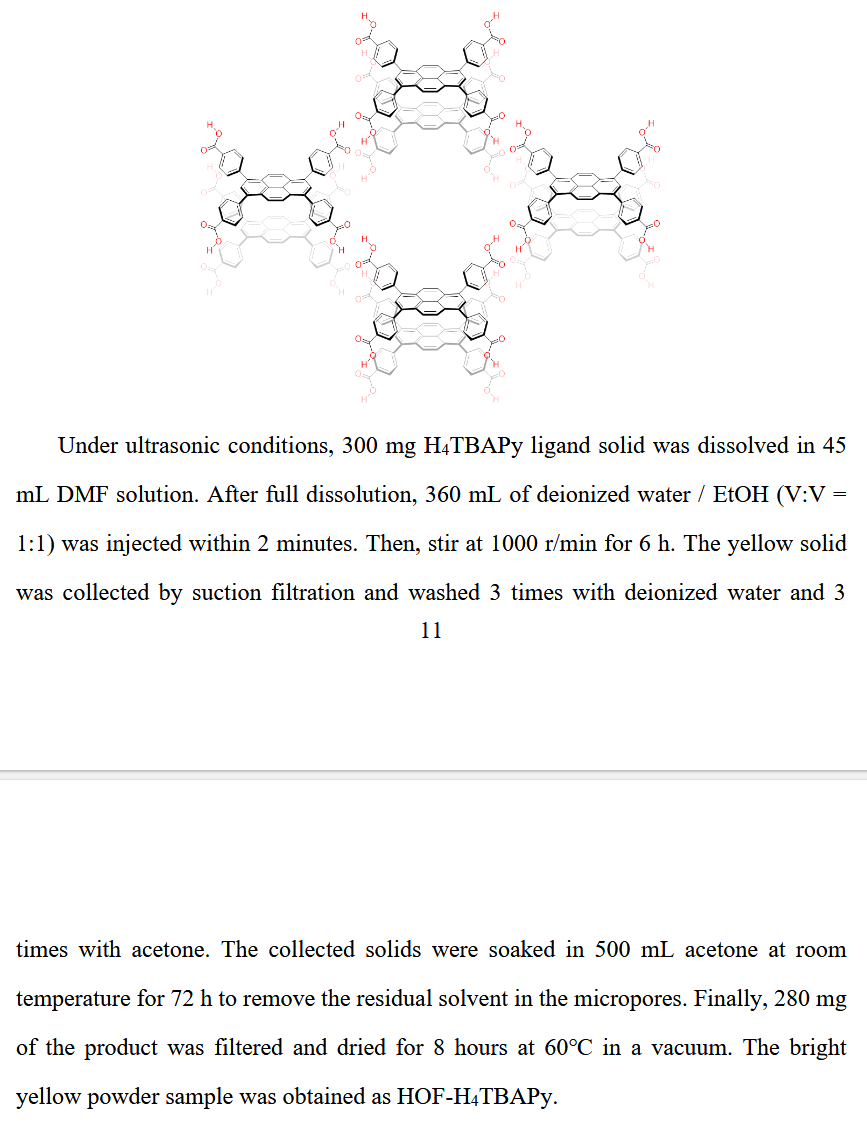 Under ultrasonic conditions, 300 mg H₄TBAPy ligand solid was dissolved in 45
mL DMF solution. After full dissolution, 360 mL of deionized water / EtOH (V:V =
1:1) was injected within 2 minutes. Then, stir at 1000 r/min for 6 h. The yellow solid
was collected by suction filtration and washed 3 times with deionized water and 3
11
times with acetone. The collected solids were soaked in 500 mL acetone at room
temperature for 72 h to remove the residual solvent in the micropores. Finally, 280 mg
of the product was filtered and dried for 8 hours at 60°C in a vacuum. The bright
yellow powder sample was obtained as HOF-H₄TBAPy.